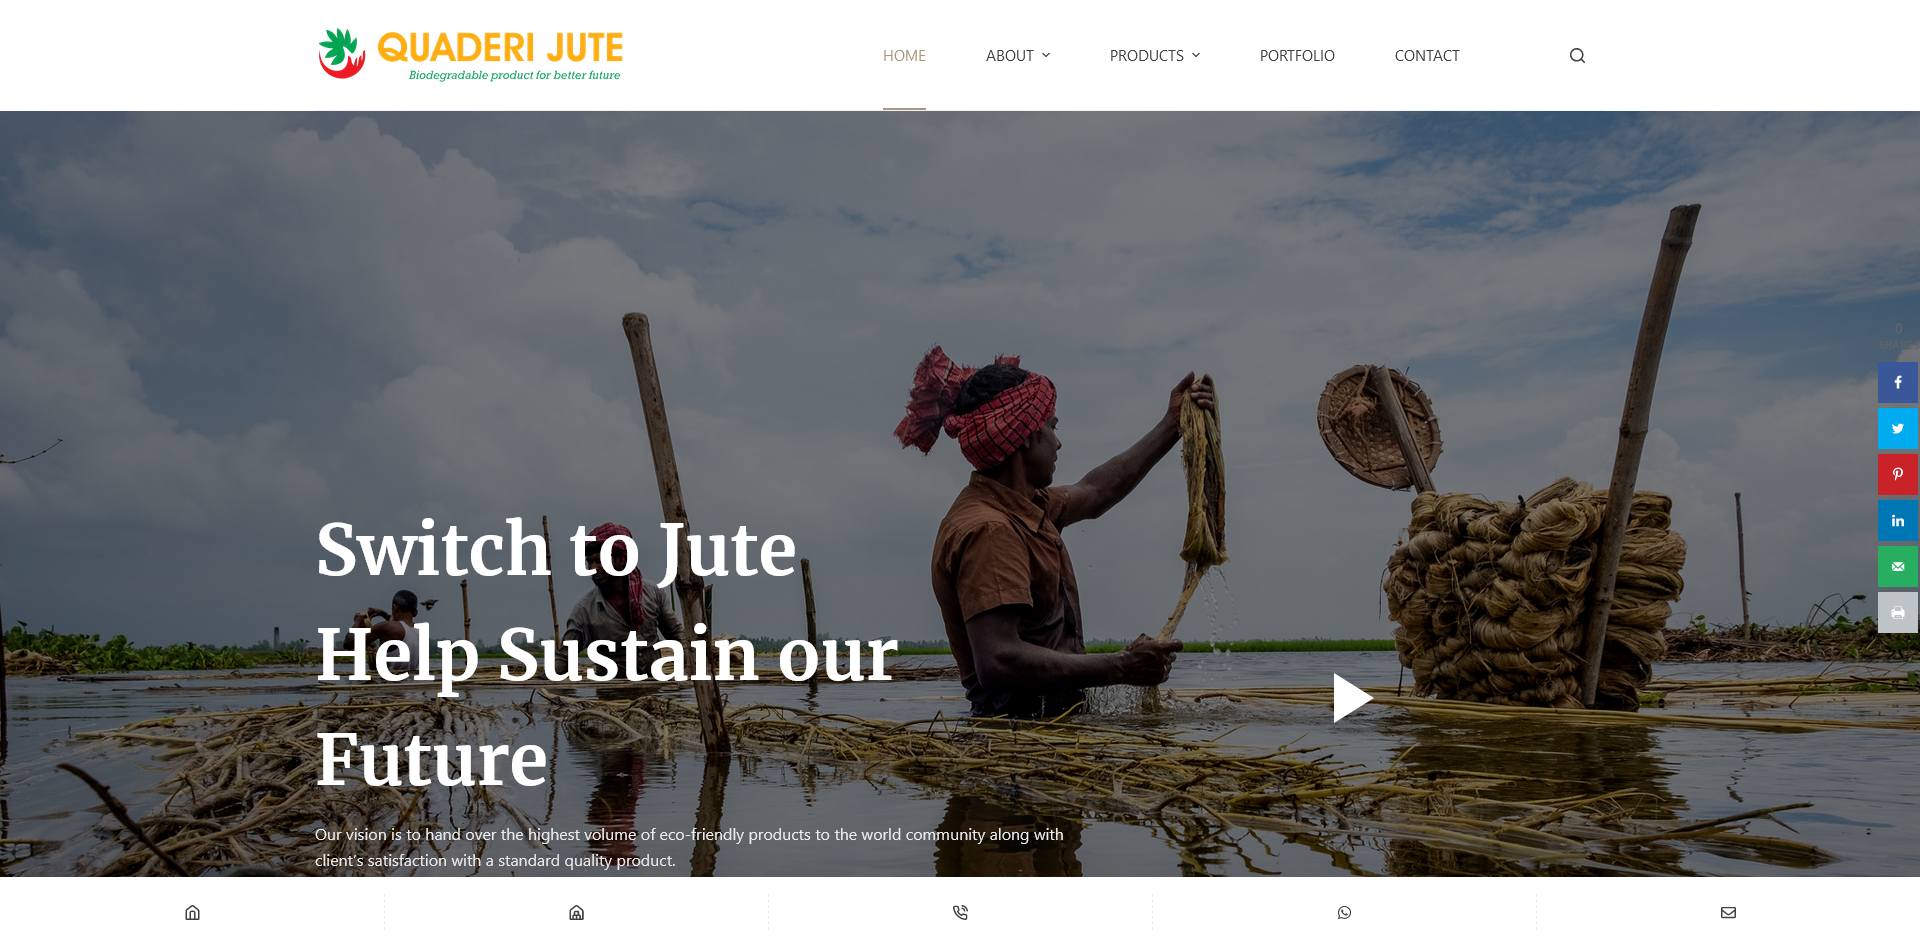 QUADERI JUTE
Biodegradable product for better future
HOME
ABOUT
PRODUCTS
PORTFOLIO
CONTACT
0
Switch to Jute
Help Sustain our
Future
Our vision is to hand over the highest volume of eco-friendly products to the world community along with
client's satisfaction with a standard quality product.